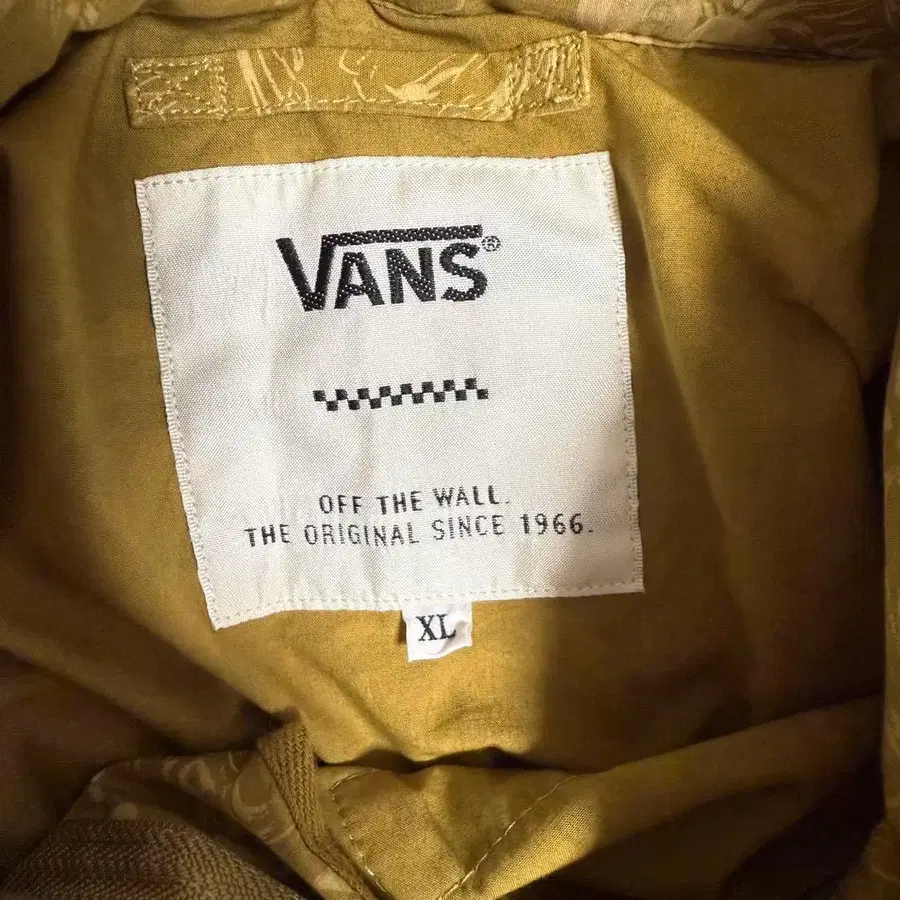 VANS®
OFF THE WALL.
THE ORIGINAL SINCE 1966.
XL